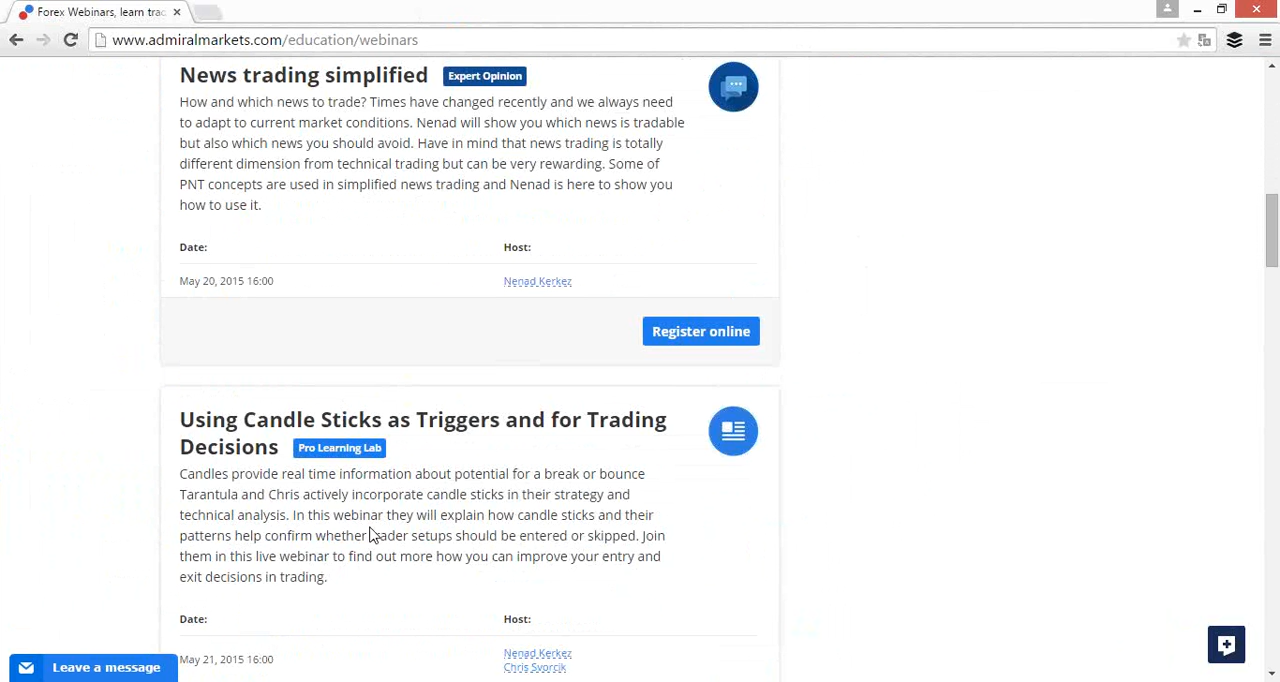 Forex Webinars, learn trac
www.admiralmarkets.com/education/webinars
News trading simplified Expert Opinion
How and which news to trade? Times have changed recently and we always need
to adapt to current market conditions. Nenad will show you which news is tradable
but also which news you should avoid. Have in mind that news trading is totally
different dimension from technical trading but can be very rewarding. Some of
PNT concepts are used in simplified news trading and Nenad is here to show you
how to use it.
Date: Host:
May 20, 2015 16:00 Nenad Kerkez
Register online
Using Candle Sticks as Triggers and for Trading
Decisions Pro Learning Lab
Candles provide real time information about potential for a break or bounce
Tarantula and Chris actively incorporate candle sticks in their strategy and
technical analysis. In this webinar they will explain how candle sticks and their
patterns help confirm whether setups should be entered or skipped. Join
them in this live webinar to find out more how you can improve your entry and
exit decisions in trading.
Date: Host:
May 21, 2015 16:00 Nenad Kerkez
Chris Svorcik
Leave a message